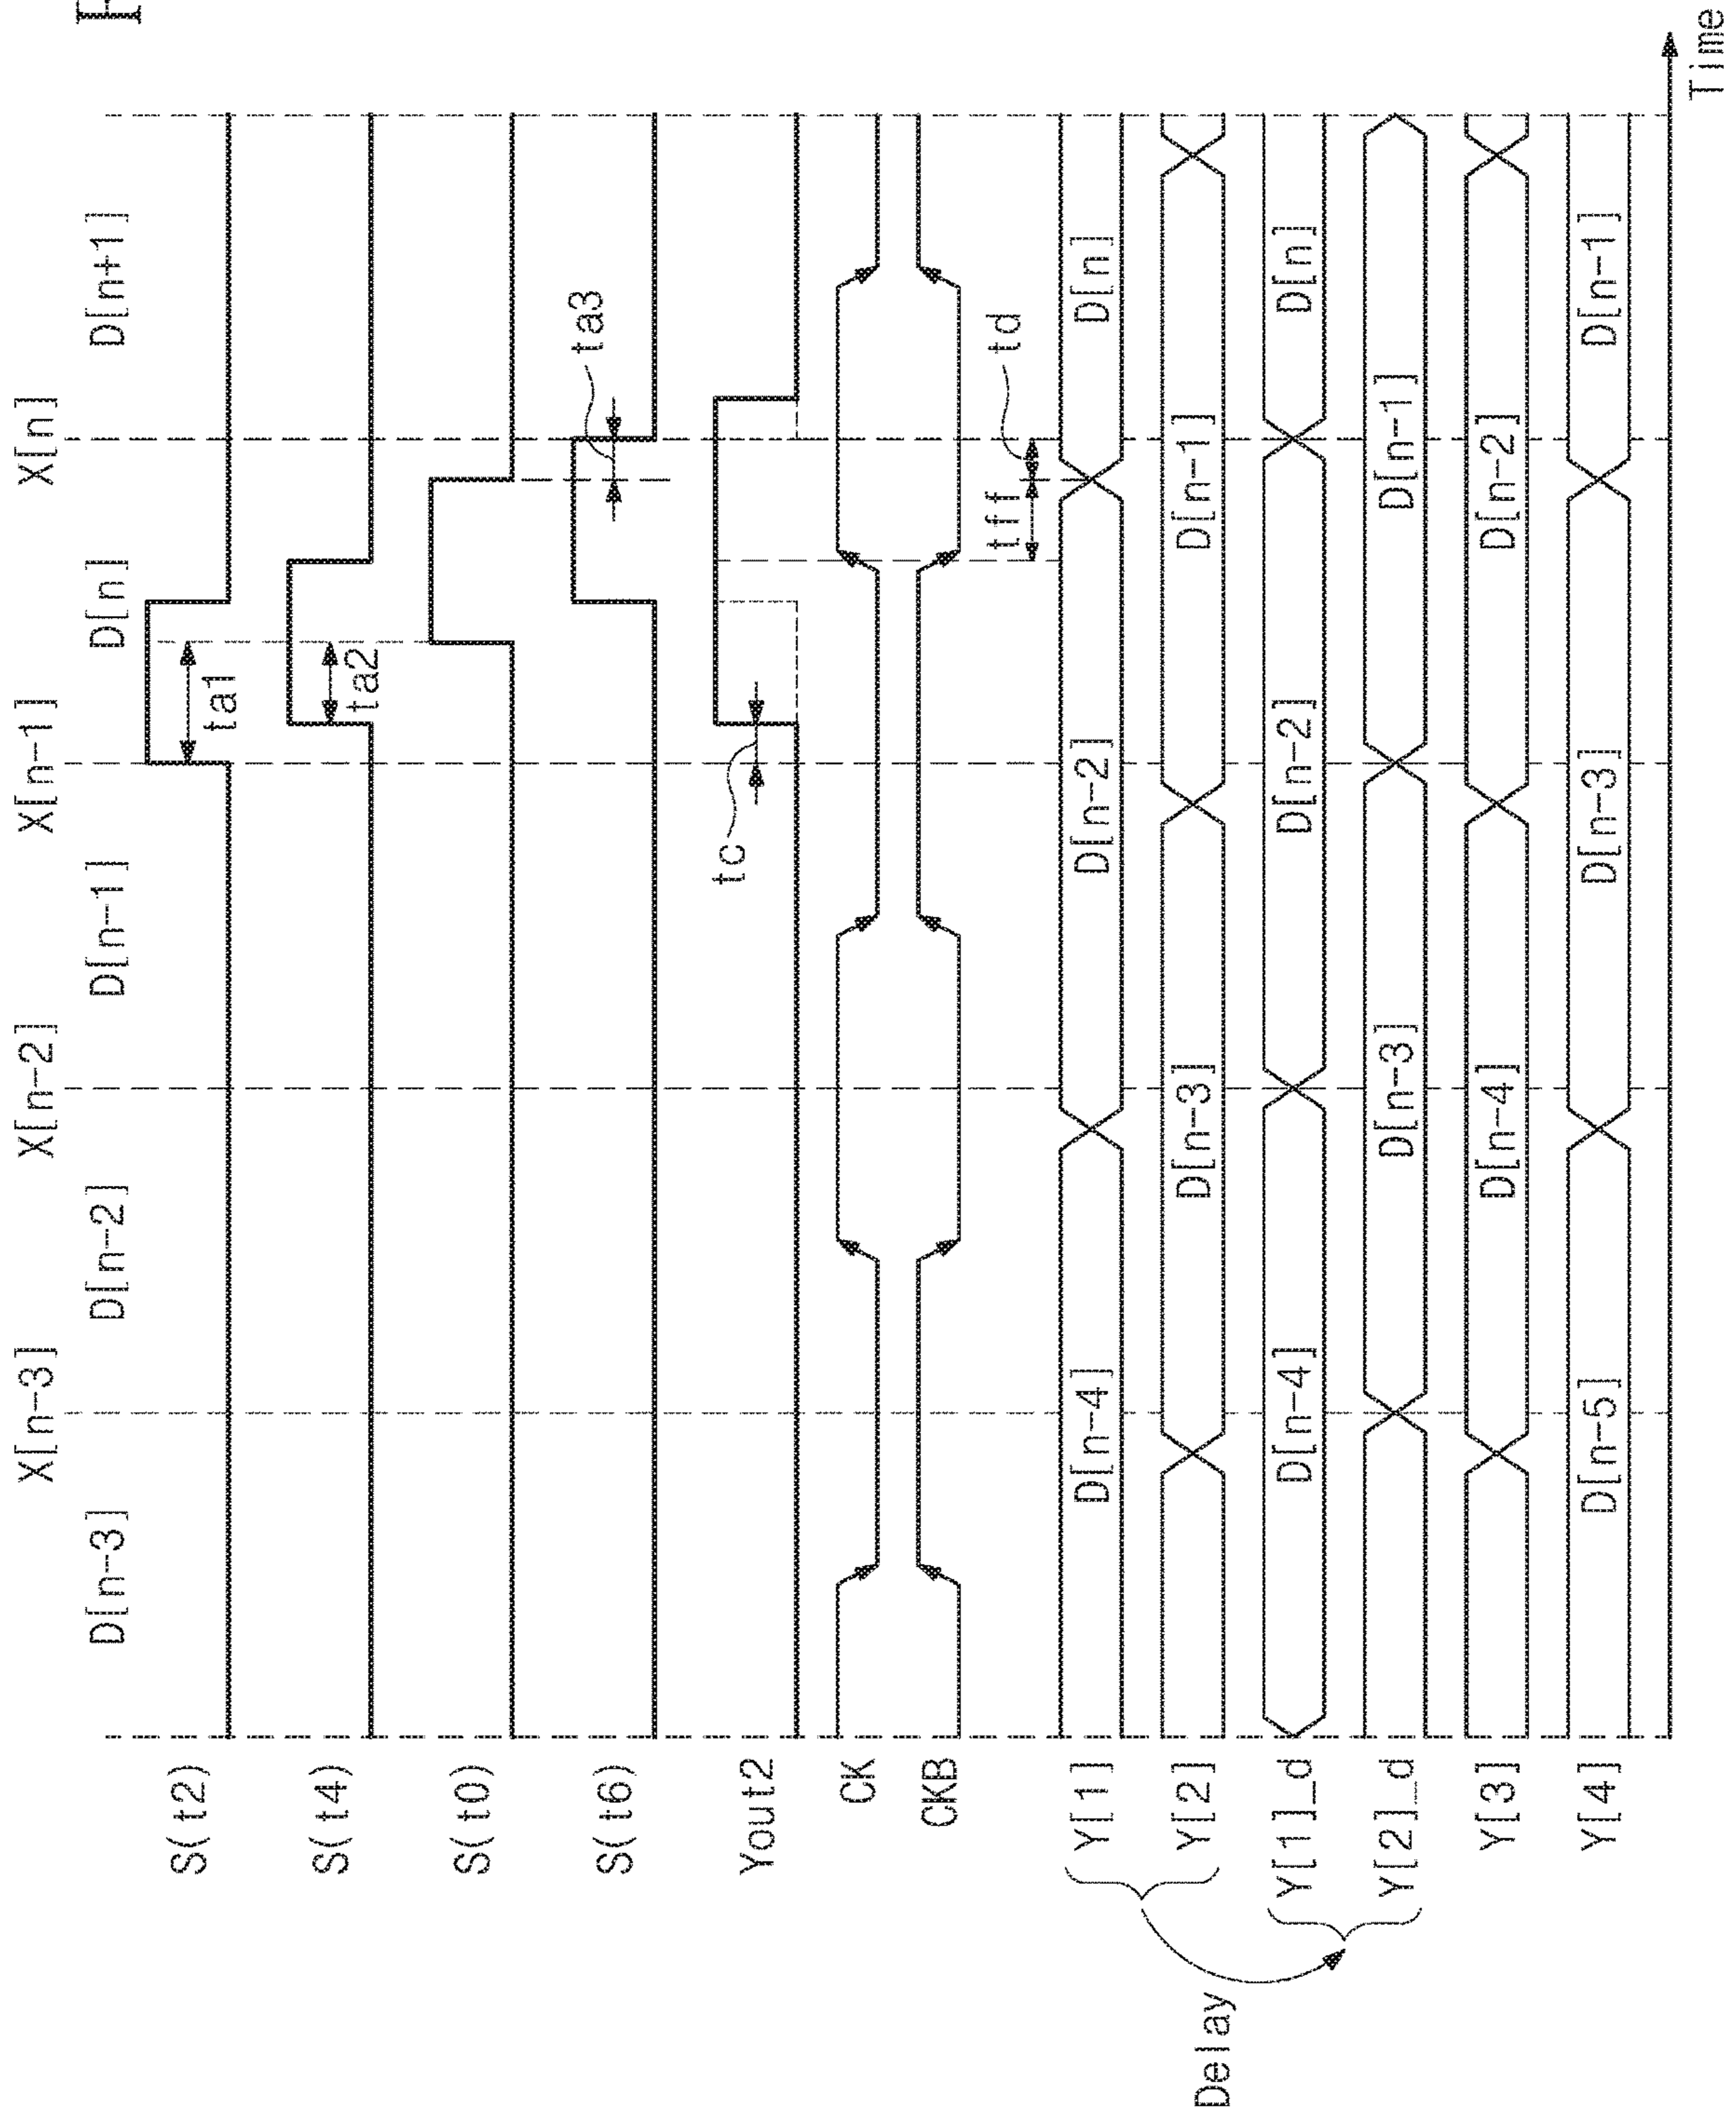 X[n-3] X[n-2] X[n-1] X[n]
D[n-3] D[n-2] D[n-1] D[n] D[n+1]
S(t2)
ta1
S(t4)
ta2
S(t0)
S(t6)
ta3
Yout2
tc
CK
CKB
tff td
Y[1] D[n-4] D[n-2] D[n]
Y[2] D[n-3] D[n-1]
Delay
Y[1]_d D[n-4] D[n-2] D[n]
Y[2]_d D[n-3] D[n-1]
Y[3] D[n-4] D[n-2]
Y[4] D[n-5] D[n-3] D[n-1]
Time